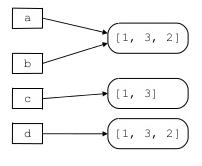 a
[1, 3, 2]
b
c
[1, 3]
d
[1, 3, 2]